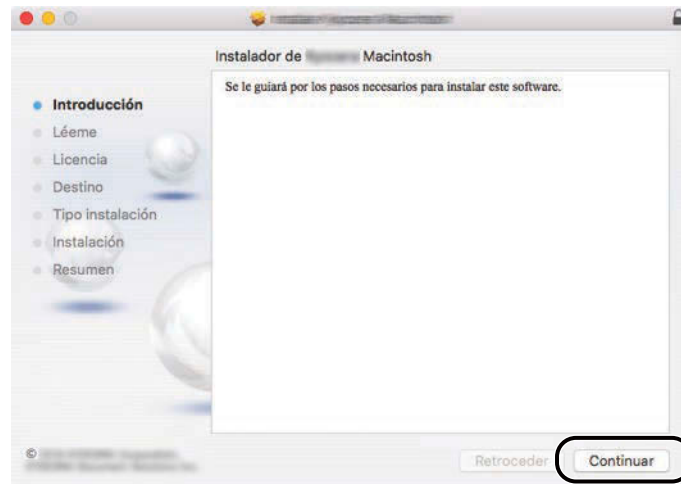 Instalador de Macintosh
Se le guiará por los pasos necesarios para instalar este software.
Introducción
Léeme
Licencia
Destino
Tipo instalación
Instalación
Resumen
©
Retroceder
Continuar